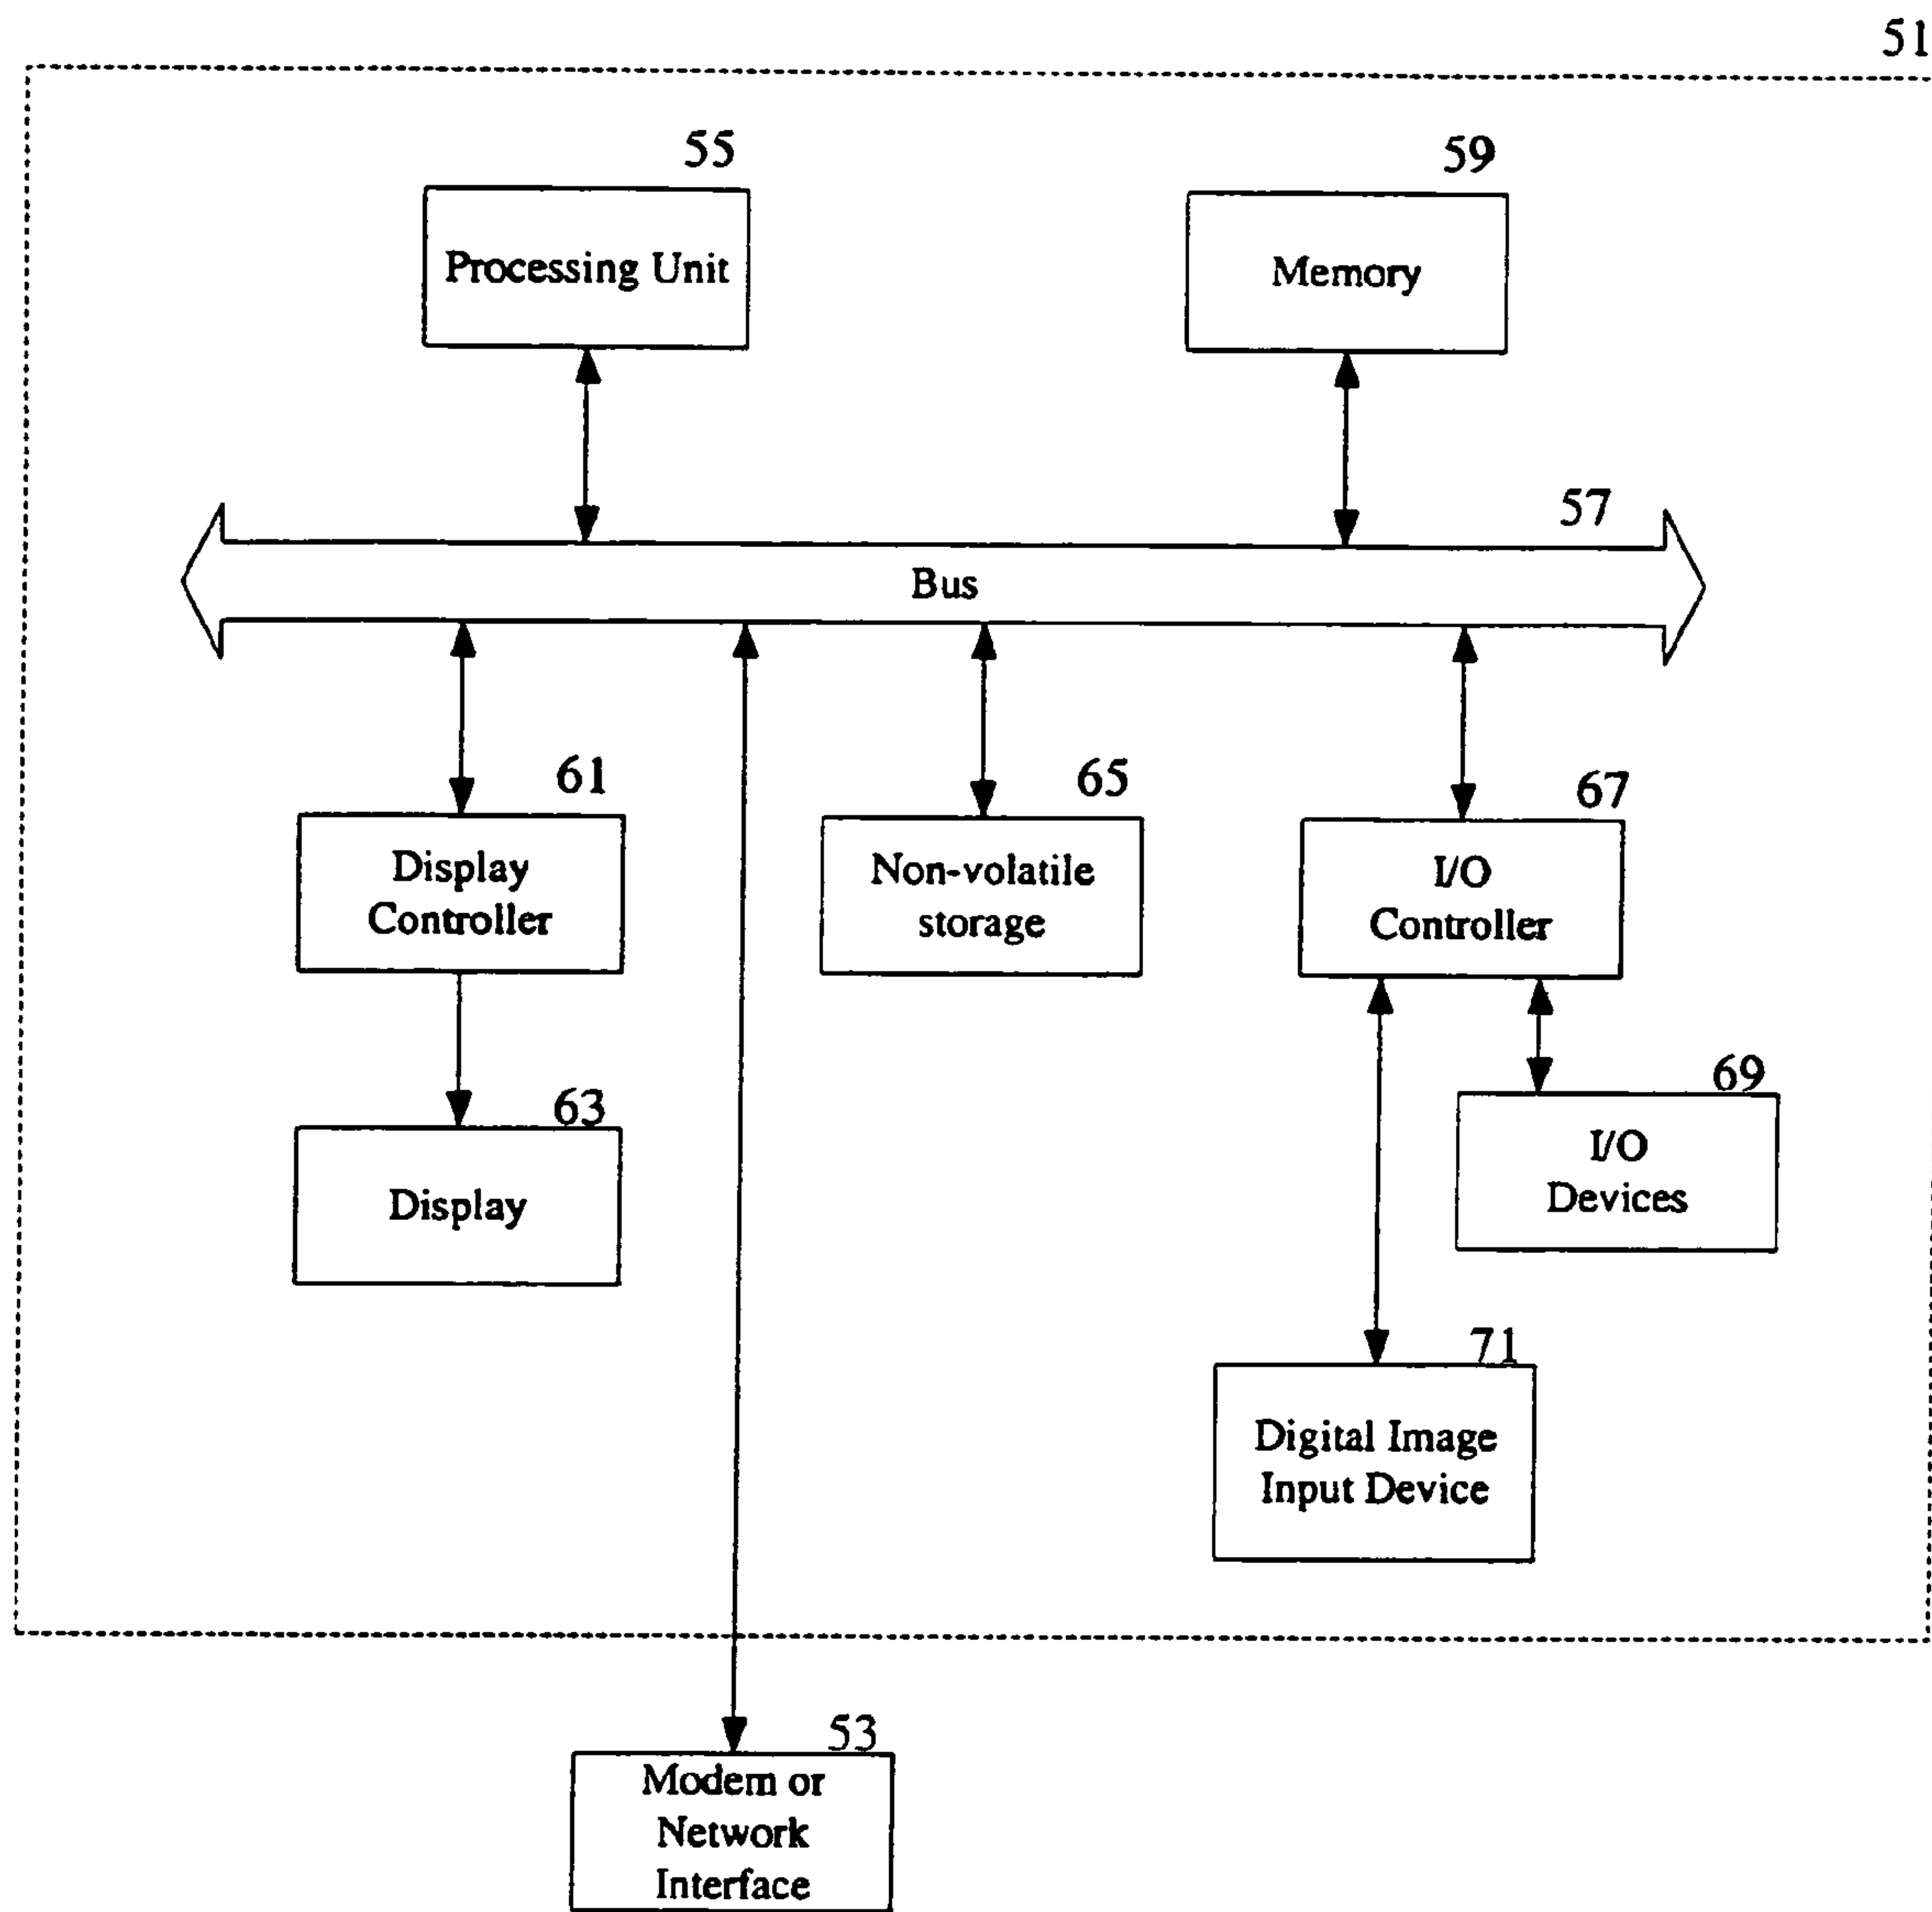 51
55
59
Processing Unit
Memory
57
Bus
61
65
67
Display
Controller
Non-volatile
storage
I/O
Controller
63
69
Display
I/O
Devices
71
Digital Image
Input Device
53
Modem or
Network
Interface